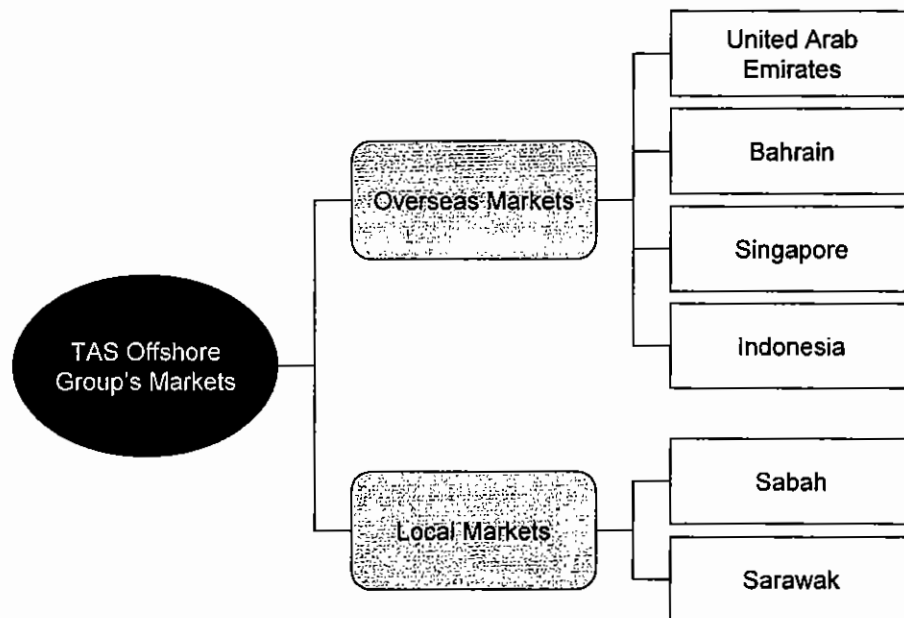 TAS Offshore
Group's Markets
Overseas Markets
United Arab
Emirates
Bahrain
Singapore
Indonesia
Local Markets
Sabah
Sarawak